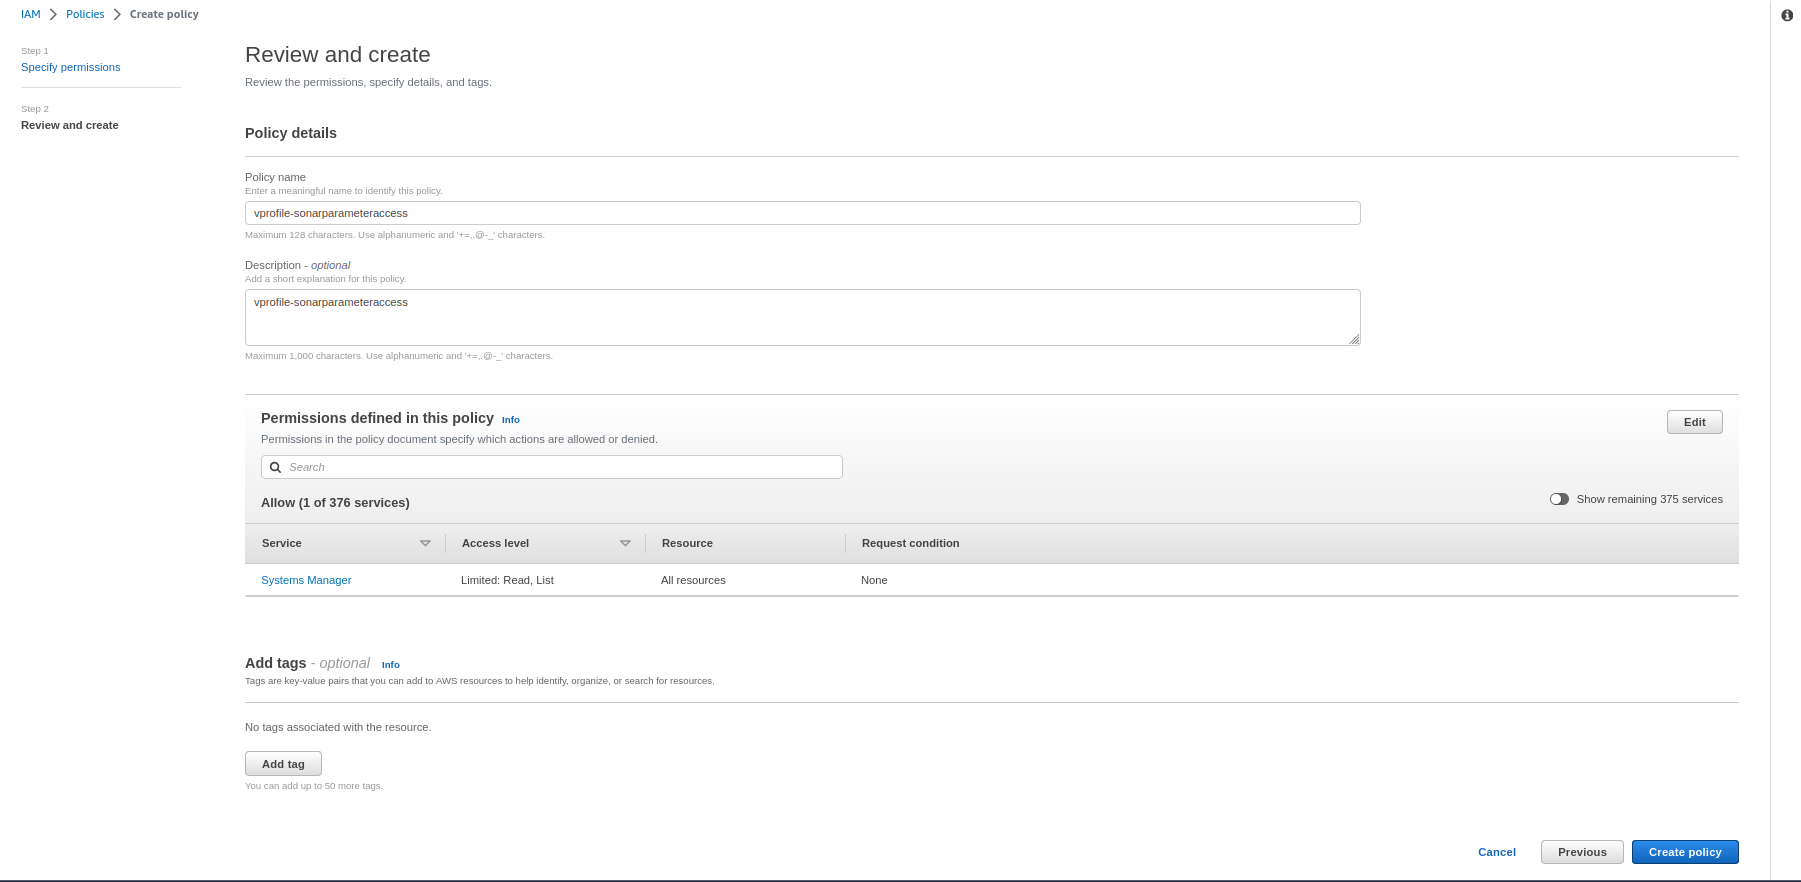 IAM > Policies > Create policy
Step 1
Specify permissions
Step 2
Review and create
Review and create
Review the permissions, specify details, and tags.
Policy details
Policy name
Enter a meaningful name to identify this policy.
vprofile-sonarparameteraccess
Maximum 128 characters. Use alphanumeric and '+=,.@-_' characters.
Description - optional
Add a short explanation for this policy.
vprofile-sonarparameteraccess
Maximum 1,000 characters. Use alphanumeric and '+=,.@-_' characters.
Permissions defined in this policy Info
Edit
Permissions in the policy document specify which actions are allowed or denied.
Search
Allow (1 of 376 services)
Show remaining 375 services
Service Access level Resource Request condition
Systems Manager Limited: Read, List All resources None
Add tags - optional Info
Tags are key-value pairs that you can add to AWS resources to help identify, organize, or search for resources.
No tags associated with the resource.
Add tag
You can add up to 50 more tags.
Cancel Previous Create policy